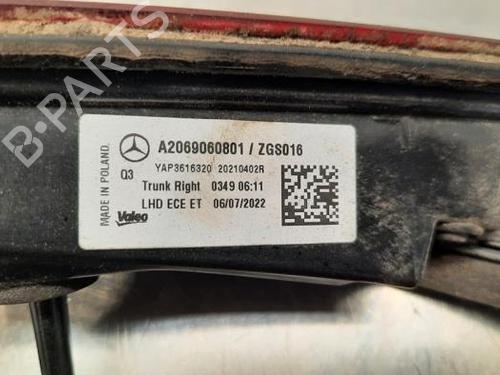 B-PARTS
A2069060801 / ZGS016
Q3 YAP3616320 20210402R
Trunk Right 0349 06:11
LHD ECE ET 06/07/2022
MADE IN POLAND.
Valeo